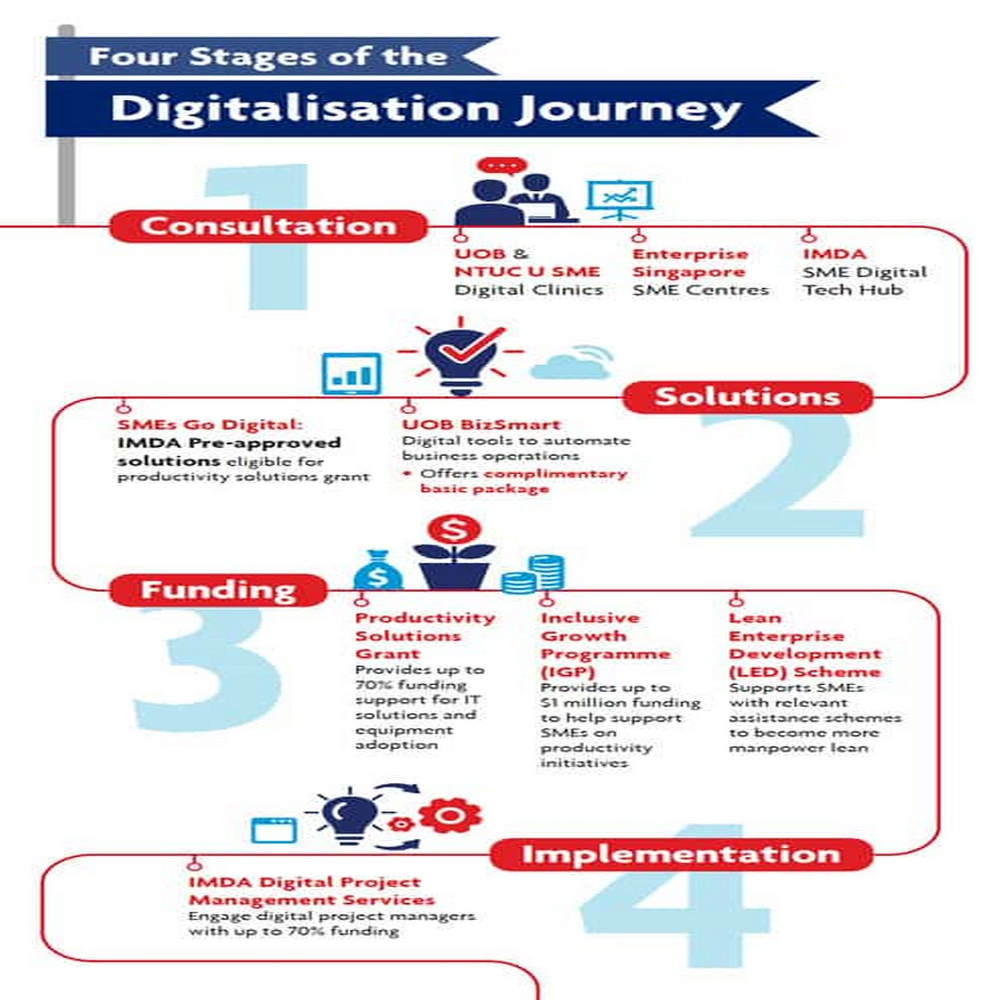 Four Stages of the
Digitalisation Journey
1
Consultation
UOB &
NTUC U SME
Digital Clinics
Enterprise
Singapore
SME Centres
IMDA
SME Digital
Tech Hub
Solutions
2
SMEs Go Digital:
IMDA Pre-approved
solutions eligible for
productivity solutions grant
UOB BizSmart
Digital tools to automate
business operations
• Offers complimentary
basic package
$
$
Funding
3
Productivity
Solutions
Grant
Provides up to
70% funding
support for IT
solutions and
equipment
adoption
Inclusive
Growth
Programme
(IGP)
Provides up to
$1 million funding
to help support
SMEs on
productivity
initiatives
Lean
Enterprise
Development
(LED) Scheme
Supports SMEs
with relevant
assistance schemes
to become more
manpower lean
Implementation
4
IMDA Digital Project
Management Services
Engage digital project managers
with up to 70% funding